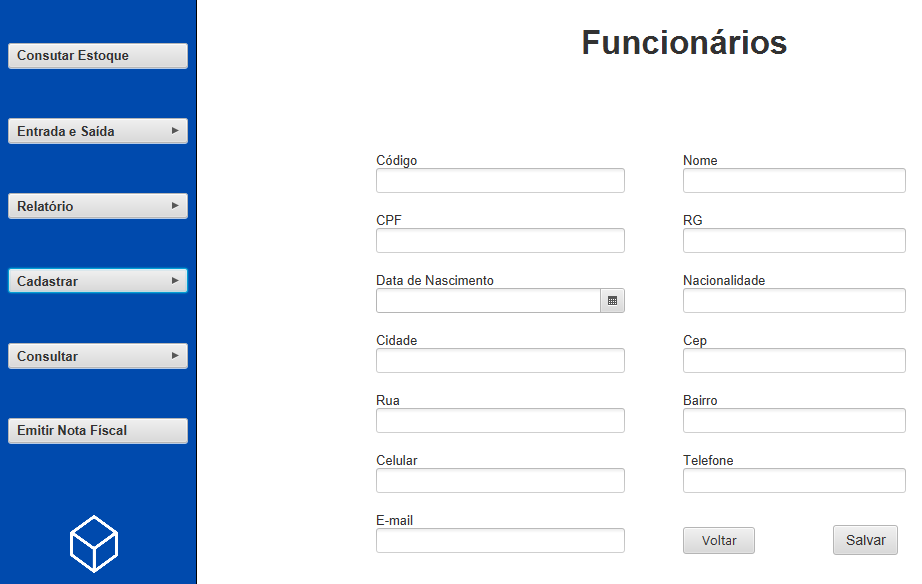 Consutar Estoque
Entrada e Saída
Relatório
Cadastrar
Consultar
Emitir Nota Fiscal
Funcionários
Código
Nome
CPF
RG
Data de Nascimento
Nacionalidade
Cidade
Cep
Rua
Bairro
Celular
Telefone
E-mail
Voltar
Salvar